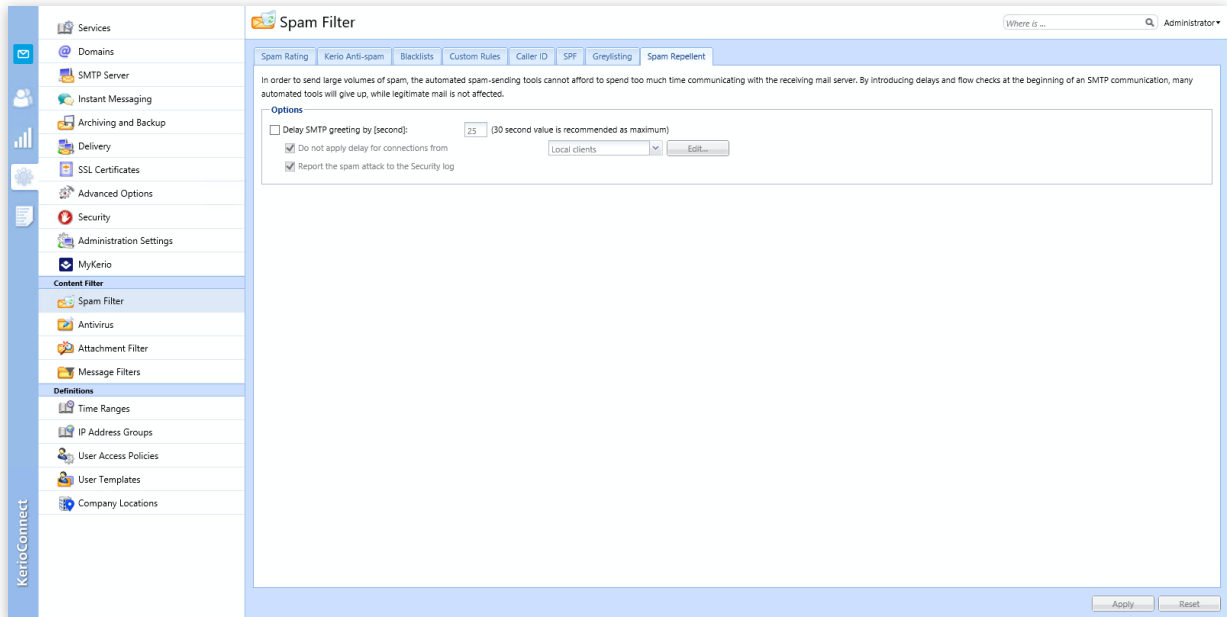 Spam Filter
Where is ...
Administrator
Services
Domains
SMTP Server
Instant Messaging
Archiving and Backup
Delivery
SSL Certificates
Advanced Options
Security
Administration Settings
MyKerio
Content Filter
Spam Filter
Antivirus
Attachment Filter
Message Filters
Definitions
Time Ranges
IP Address Groups
User Access Policies
User Templates
Company Locations
KerioConnect
Spam Rating Kerio Anti-spam Blacklists Custom Rules Caller ID SPF Greylisting Spam Repellent
In order to send large volumes of spam, the automated spam-sending tools cannot afford to spend too much time communicating with the receiving mail server. By introducing delays and flow checks at the beginning of an SMTP communication, many
automated tools will give up, while legitimate mail is not affected.
Options
Delay SMTP greeting by [second]: 25 (30 second value is recommended as maximum)
Do not apply delay for connections from Local clients Edit...
Report the spam attack to the Security log
Apply Reset